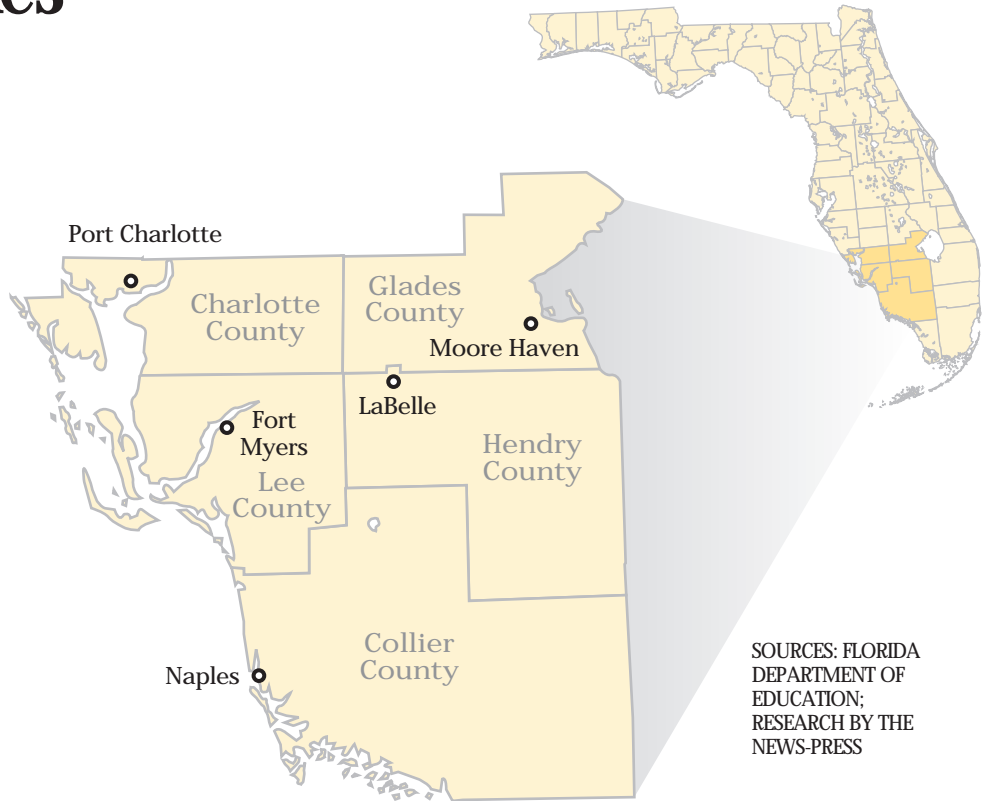 Port Charlotte
Charlotte
County
Glades
County
Moore Haven
LaBelle
Fort
Myers
Lee
County
Hendry
County
Collier
County
Naples
SOURCES: FLORIDA
DEPARTMENT OF
EDUCATION;
RESEARCH BY THE
NEWS-PRESS